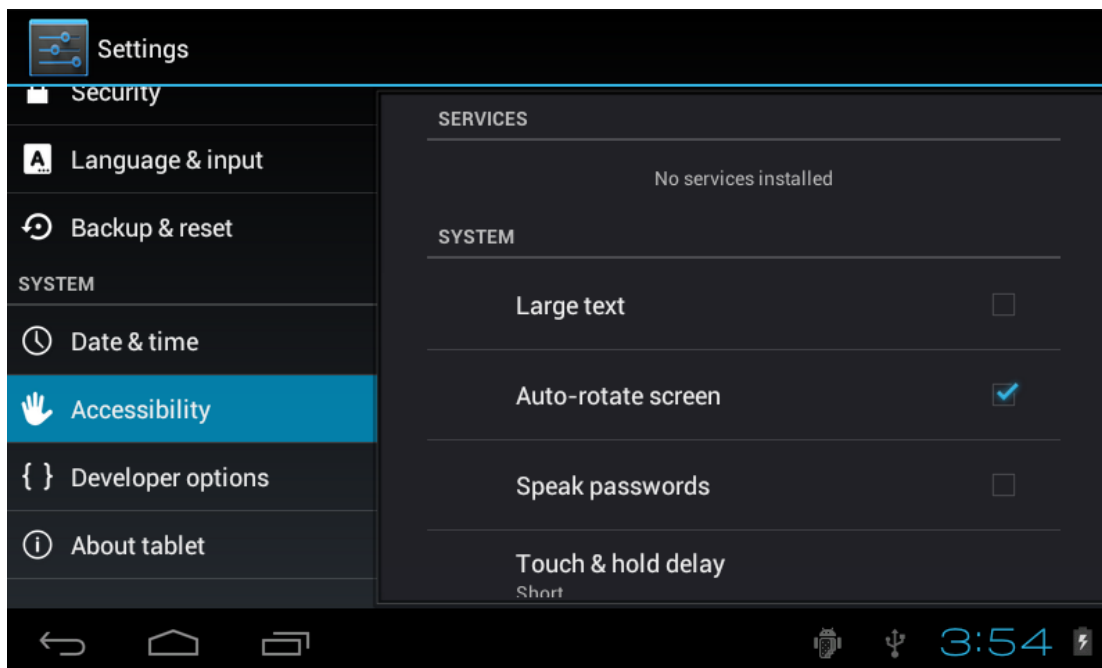 Settings
Security
Language & input
Backup & reset
SYSTEM
Date & time
Accessibility
{ } Developer options
About tablet
SERVICES
No services installed
SYSTEM
Large text
Auto-rotate screen
Speak passwords
Touch & hold delay
Short
3:54